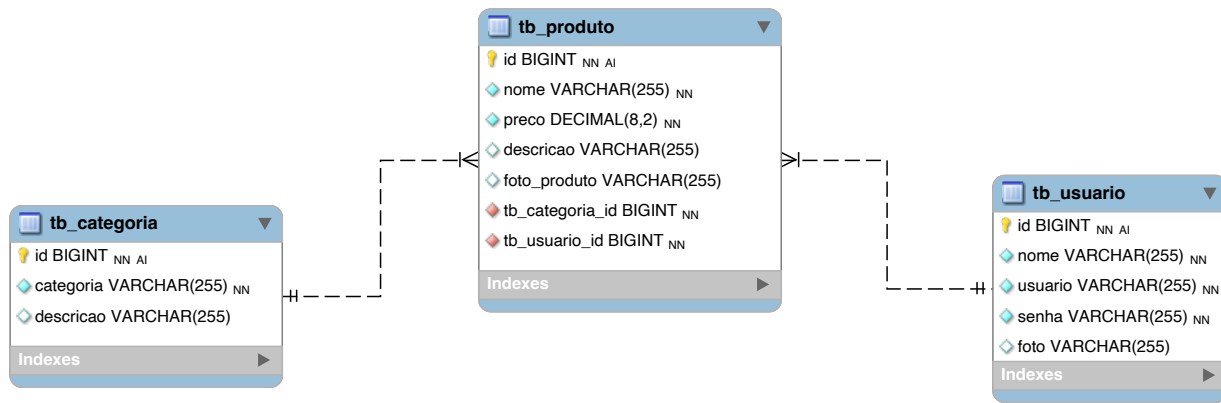 tb_produto
id BIGINT NN AI
nome VARCHAR(255) NN
preco DECIMAL(8,2) NN
descricao VARCHAR(255)
foto_produto VARCHAR(255)
tb_categoria_id BIGINT NN
tb_usuario_id BIGINT NN
Indexes
tb_categoria
id BIGINT NN AI
categoria VARCHAR(255) NN
descricao VARCHAR(255)
Indexes
tb_usuario
id BIGINT NN AI
nome VARCHAR(255) NN
usuario VARCHAR(255) NN
senha VARCHAR(255) NN
foto VARCHAR(255)
Indexes